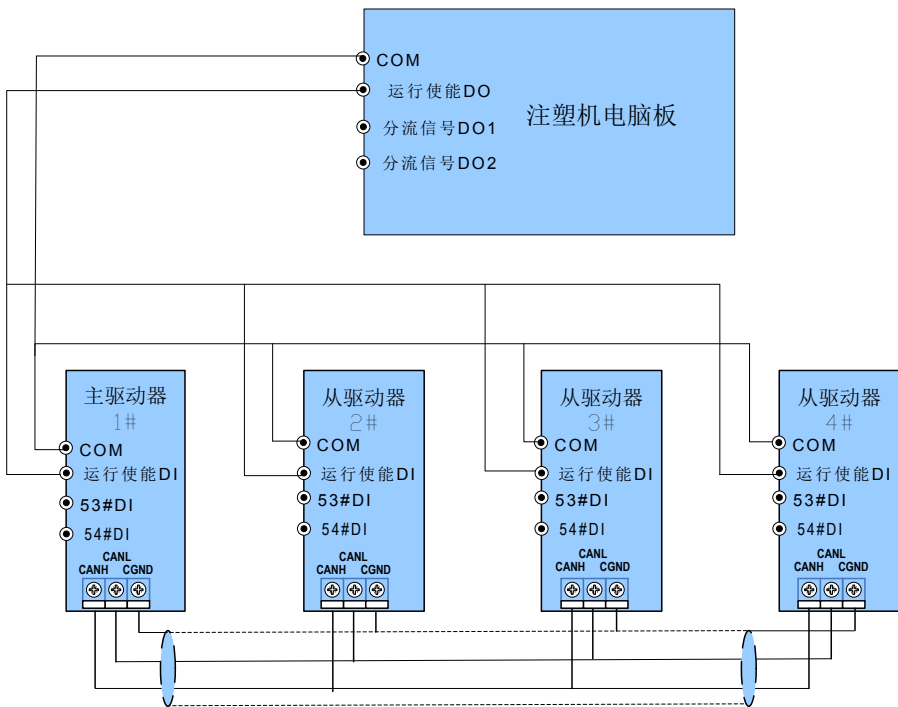 COM
运行使能DO
分流信号DO1
分流信号DO2
注塑机电脑板
主驱动器
1#
COM
运行使能DI
53#DI
54#DI
CANL
CANH CGND
从驱动器
2#
COM
运行使能DI
53#DI
54#DI
CANL
CANH CGND
从驱动器
3#
COM
运行使能DI
53#DI
54#DI
CANL
CANH CGND
从驱动器
4#
COM
运行使能DI
53#DI
54#DI
CANL
CANH CGND